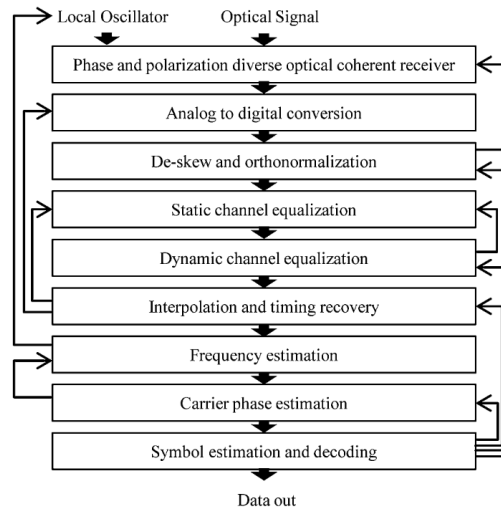 Local Oscillator Optical Signal
Phase and polarization diverse optical coherent receiver
Analog to digital conversion
De-skew and orthonormalization
Static channel equalization
Dynamic channel equalization
Interpolation and timing recovery
Frequency estimation
Carrier phase estimation
Symbol estimation and decoding
Data out